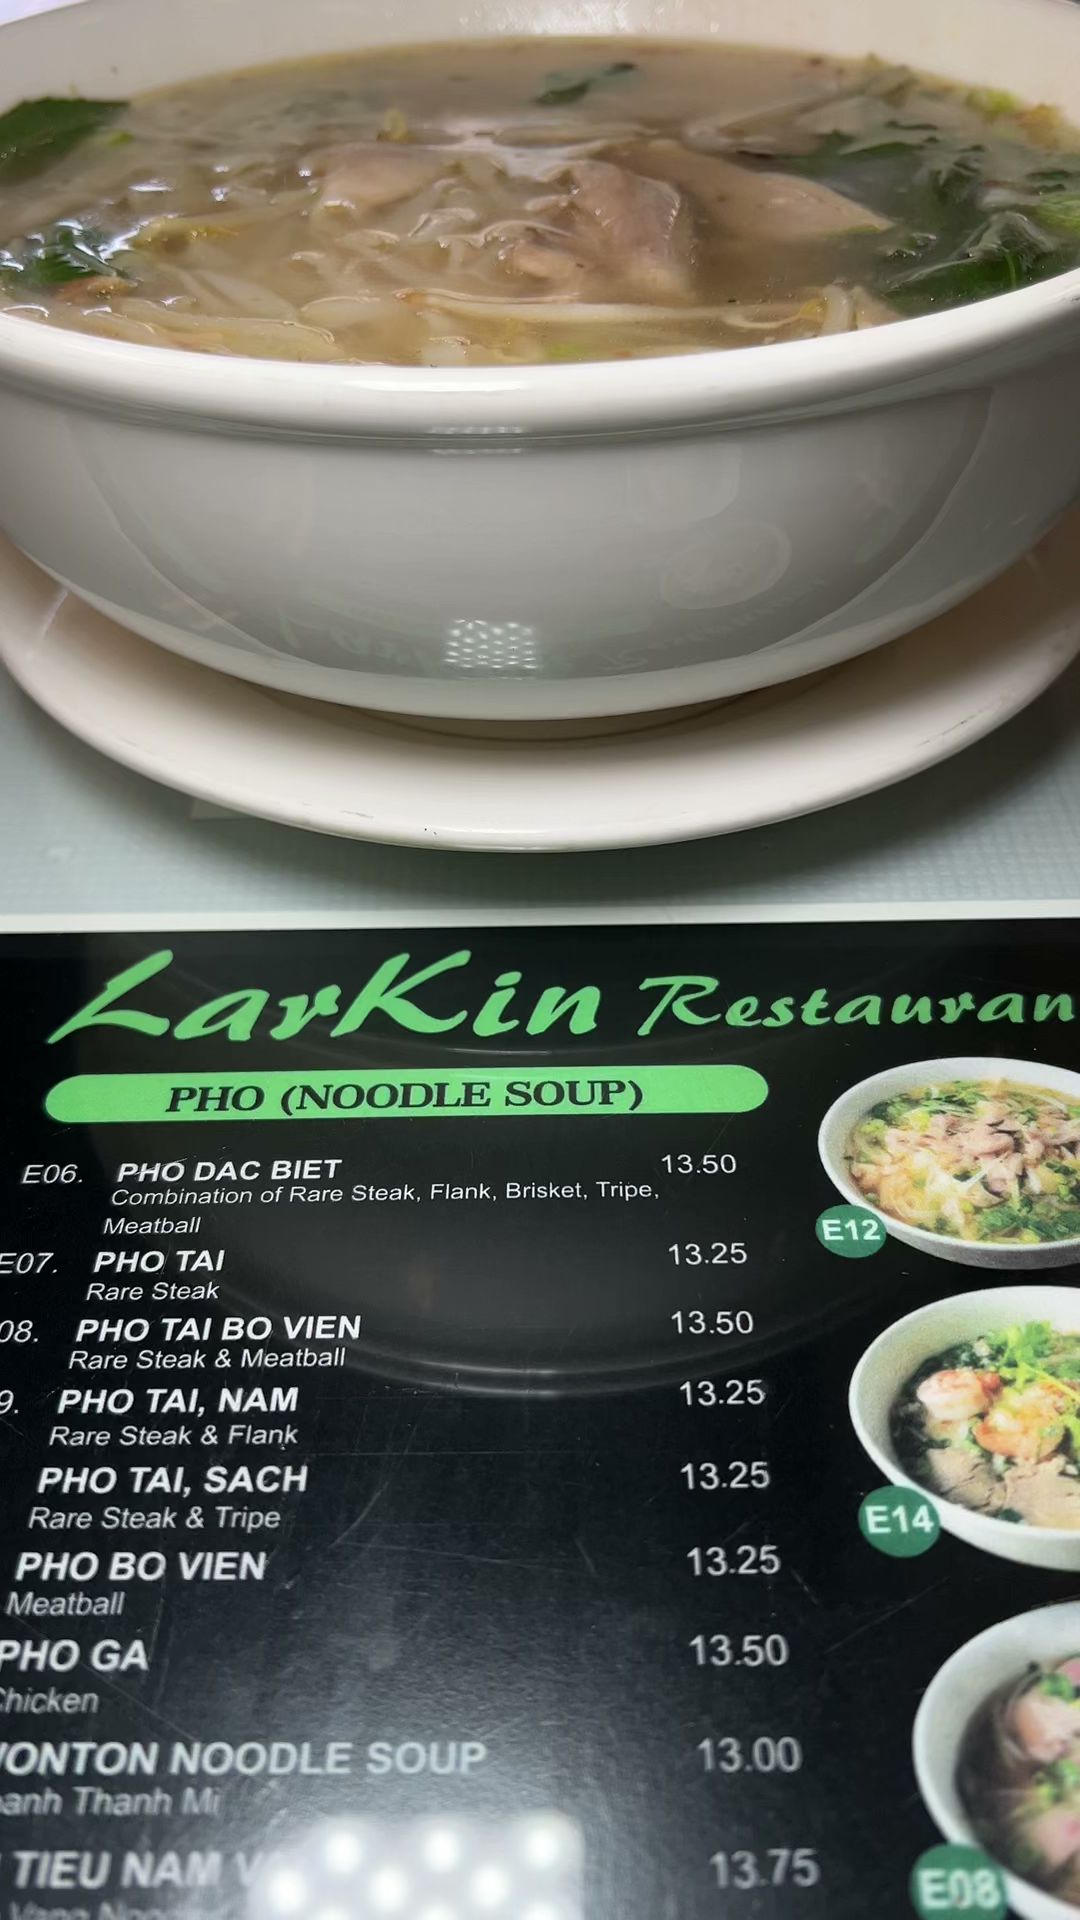 LarKin Restauran
PHO (NOODLE SOUP)
E06. PHO DAC BIET 13.50
Combination of Rare Steak, Flank, Brisket, Tripe,
Meatball
E07. PHO TAI 13.25
Rare Steak
08. PHO TAI BO VIEN 13.50
Rare Steak & Meatball
9. PHO TAI, NAM 13.25
Rare Steak & Flank
PHO TAI, SACH 13.25
Rare Steak & Tripe
PHO BO VIEN 13.25
Meatball
PHO GA 13.50
Chicken
WONTON NOODLE SOUP 13.00
oanh Thanh Mi
TIEU NAM 13.75
Vang
E12
E14
E08